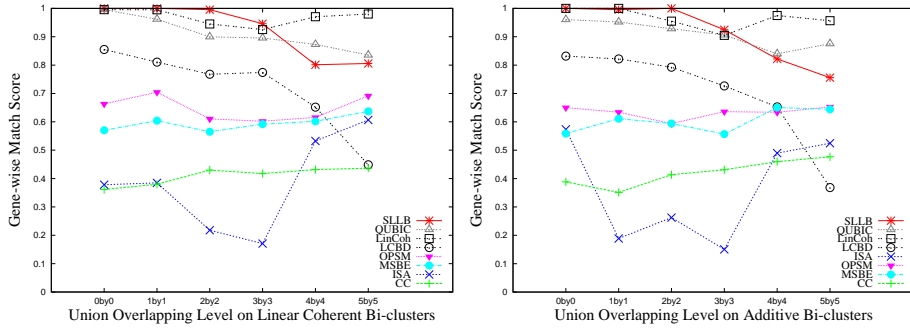 1
0.9
0.8
0.7
0.6
0.5
0.4
0.3
0.2
0.1
0
Gene-wise Match Score
SLLB
QUBIC
LinCoh
LCBD
OPSM
MSBE
ISA
CC
0by0 1by1 2by2 3by3 4by4 5by5
Union Overlapping Level on Linear Coherent Bi-clusters
1
0.9
0.8
0.7
0.6
0.5
0.4
0.3
0.2
0.1
0
Gene-wise Match Score
SLLB
QUBIC
LinCoh
LCBD
ISA
OPSM
MSBE
ISA
CC
0by0 1by1 2by2 3by3 4by4 5by5
Union Overlapping Level on Additive Bi-clusters